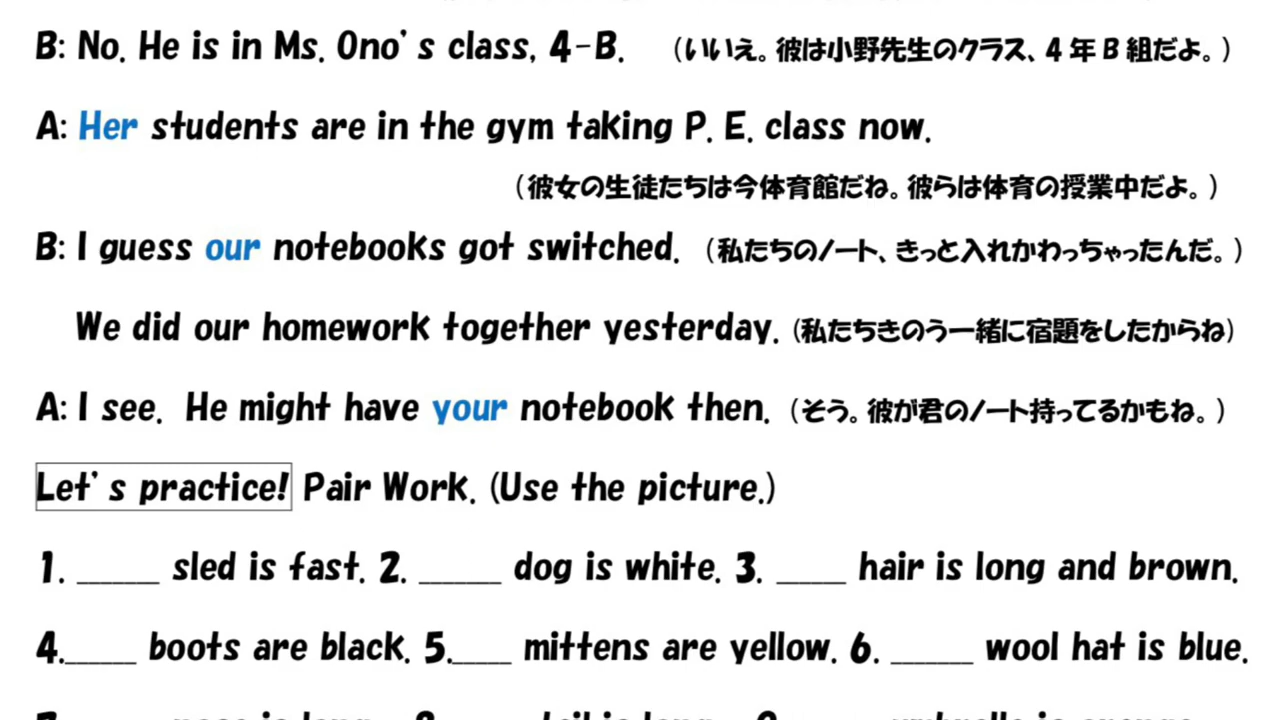 B: No. He is in Ms. Ono's class, 4-B. (いいえ。彼は小野先生のクラス、4年B組だよ。)
A: Her students are in the gym taking P. E. class now.
(彼女の生徒たちは今体育館だね。彼らは体育の授業中だよ。)
B: I guess our notebooks got switched. (私たちのノート、きっと入れかわっちゃったんだ。)
We did our homework together yesterday. (私たちきのう一緒に宿題をしたからね)
A: I see. He might have your notebook then. (そう。彼が君のノート持ってるかもね。)
Let's practice! Pair Work. (Use the picture.)
1. ______ sled is fast. 2. ______ dog is white. 3. _____ hair is long and brown.
4._____ boots are black. 5.____ mittens are yellow. 6. ______ wool hat is blue.